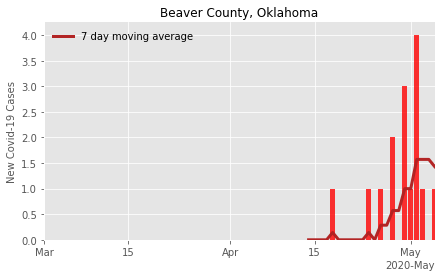 Beaver County, Oklahoma
7 day moving average
New Covid-19 Cases
4.0
3.5
3.0
2.5
2.0
1.5
1.0
0.5
0.0
Mar 15 Apr 15 May
2020-May